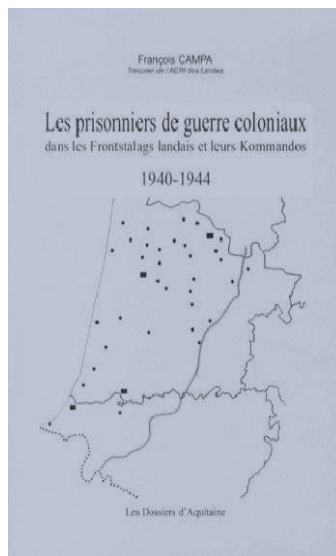 François CAMPA
Trésorier de l'AERI des Landes
Les prisonniers de guerre coloniaux
dans les Frontstalags landais et leurs Kommandos
1940-1944
Les Dossiers d'Aquitaine